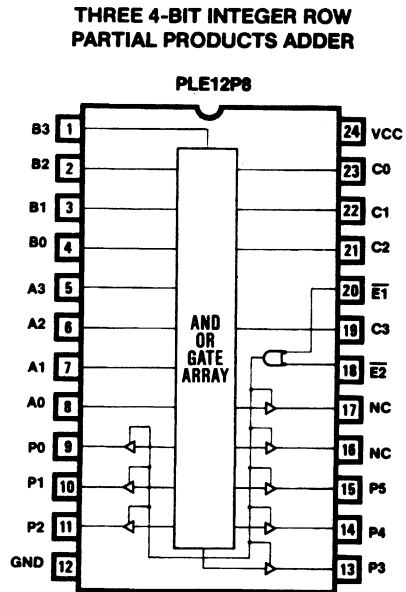 THREE 4-BIT INTEGER ROW
PARTIAL PRODUCTS ADDER
PLE12P8
B3 1
24 VCC
B2 2
23 C0
B1 3
22 C1
B0 4
21 C2
A3 5
20 E1
A2 6
19 C3
A1 7
18 E2
A0 8
17 NC
P0 9
16 NC
P1 10
15 P5
P2 11
14 P4
GND 12
13 P3
AND
OR
GATE
ARRAY